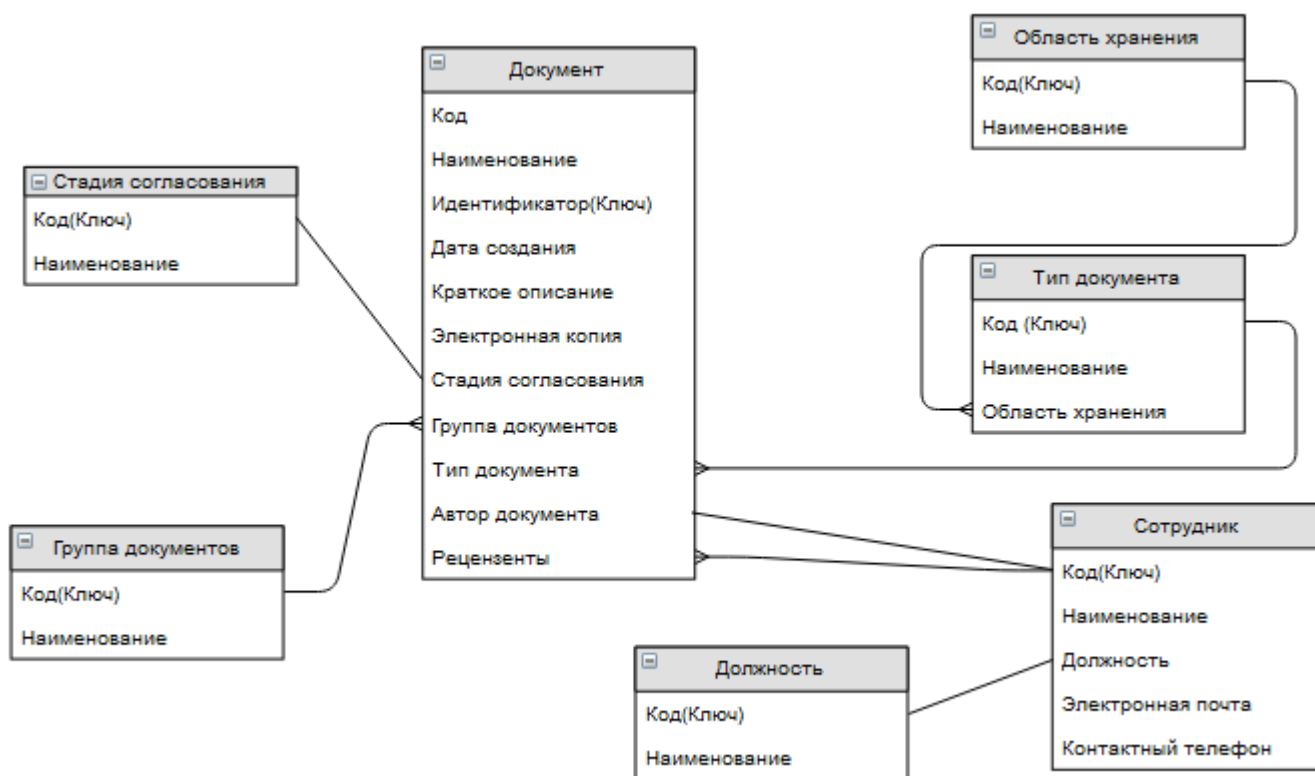 Область хранения
Код(Ключ)
Наименование
Документ
Код
Наименование
Идентификатор(Ключ)
Дата создания
Краткое описание
Электронная копия
Стадия согласования
Группа документов
Тип документа
Автор документа
Рецензенты
Стадия согласования
Код(Ключ)
Наименование
Тип документа
Код (Ключ)
Наименование
Область хранения
Группа документов
Код(Ключ)
Наименование
Сотрудник
Код(Ключ)
Наименование
Должность
Электронная почта
Контактный телефон
Должность
Код(Ключ)
Наименование